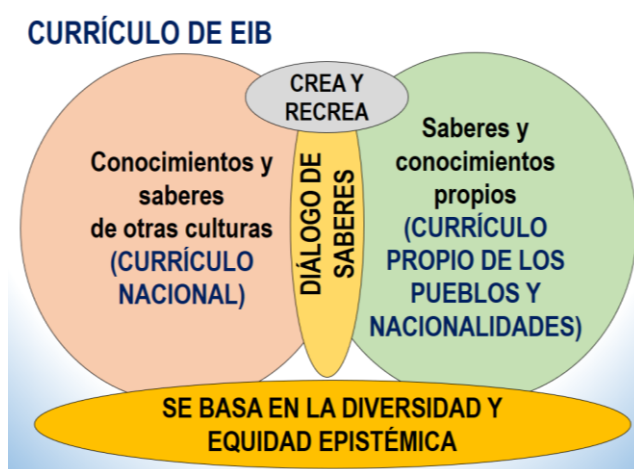 CURRÍCULO DE EIB
CREA Y
RECREA
Conocimientos y
saberes
de otras culturas
(CURRÍCULO
NACIONAL)
DIÁLOGO DE
SABERES
Saberes y
conocimientos
propios
(CURRÍCULO
PROPIO DE LOS
PUEBLOS Y
NACIONALIDADES)
SE BASA EN LA DIVERSIDAD Y
EQUIDAD EPISTÉMICA